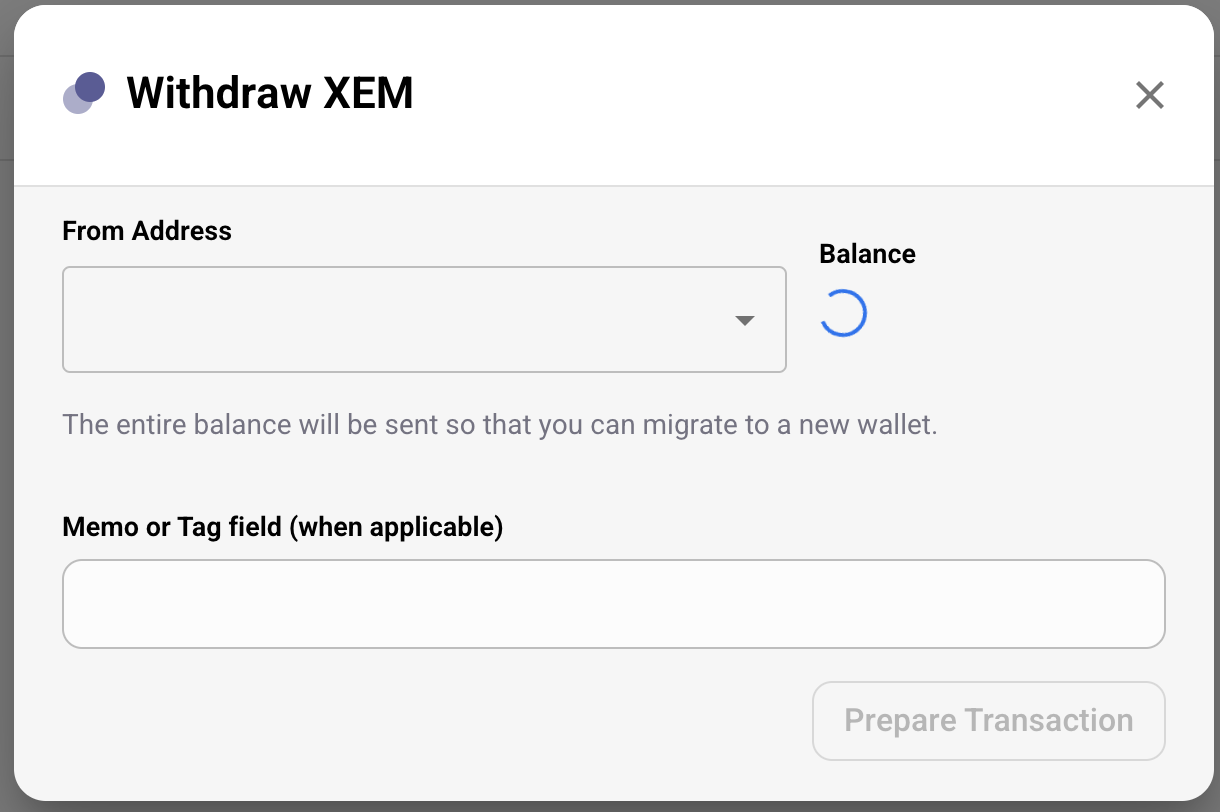 Withdraw XEM
From Address
Balance
The entire balance will be sent so that you can migrate to a new wallet.
Memo or Tag field (when applicable)
Prepare Transaction